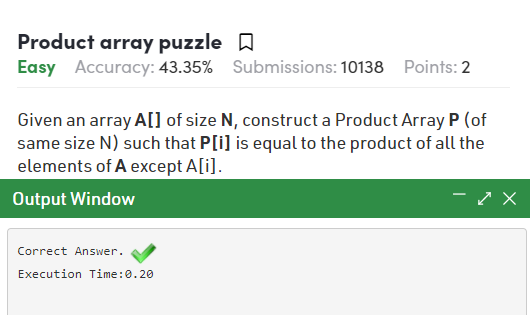 Product array puzzle
Easy Accuracy: 43.35% Submissions: 10138 Points: 2
Given an array A[] of size N, construct a Product Array P (of
same size N) such that P[i] is equal to the product of all the
elements of A except A[i].
Output Window
Correct Answer.
Execution Time:0.20